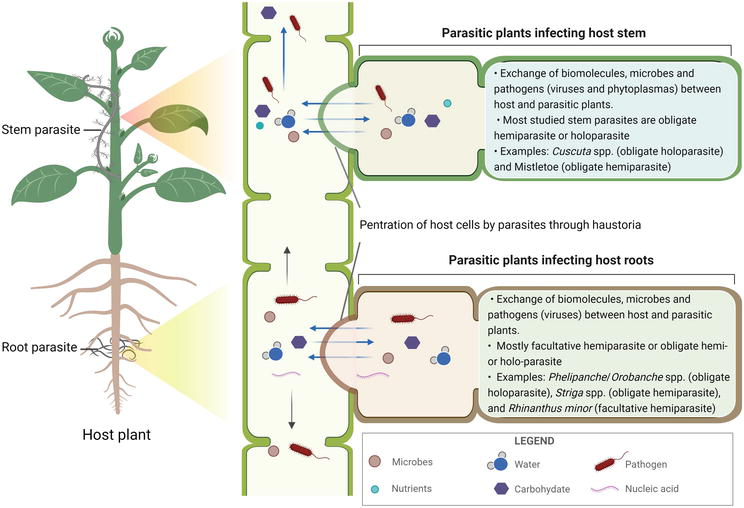 Parasitic plants infecting host stem
• Exchange of biomolecules, microbes and
pathogens (viruses and phytoplasmas) between
host and parasitic plants.
• Most studied stem parasites are obligate
hemiparasite or holoparasite
• Examples: Cuscuta spp. (obligate holoparasite)
and Mistletoe (obligate hemiparasite)
Stem parasite
Pentration of host cells by parasites through haustoria
Parasitic plants infecting host roots
• Exchange of biomolecules, microbes and
pathogens (viruses) between host and parasitic
plants.
• Mostly facultative hemiparasite or obligate hemi-
or holo-parasite
• Examples: Phelipanche/Orobanche spp. (obligate
holoparasite), Striga spp. (obligate hemiparasite),
and Rhinanthus minor (facultative hemiparasite)
Root parasite
Host plant
LEGEND
Microbes
Water
Pathogen
Nutrients
Carbohydate
Nucleic acid